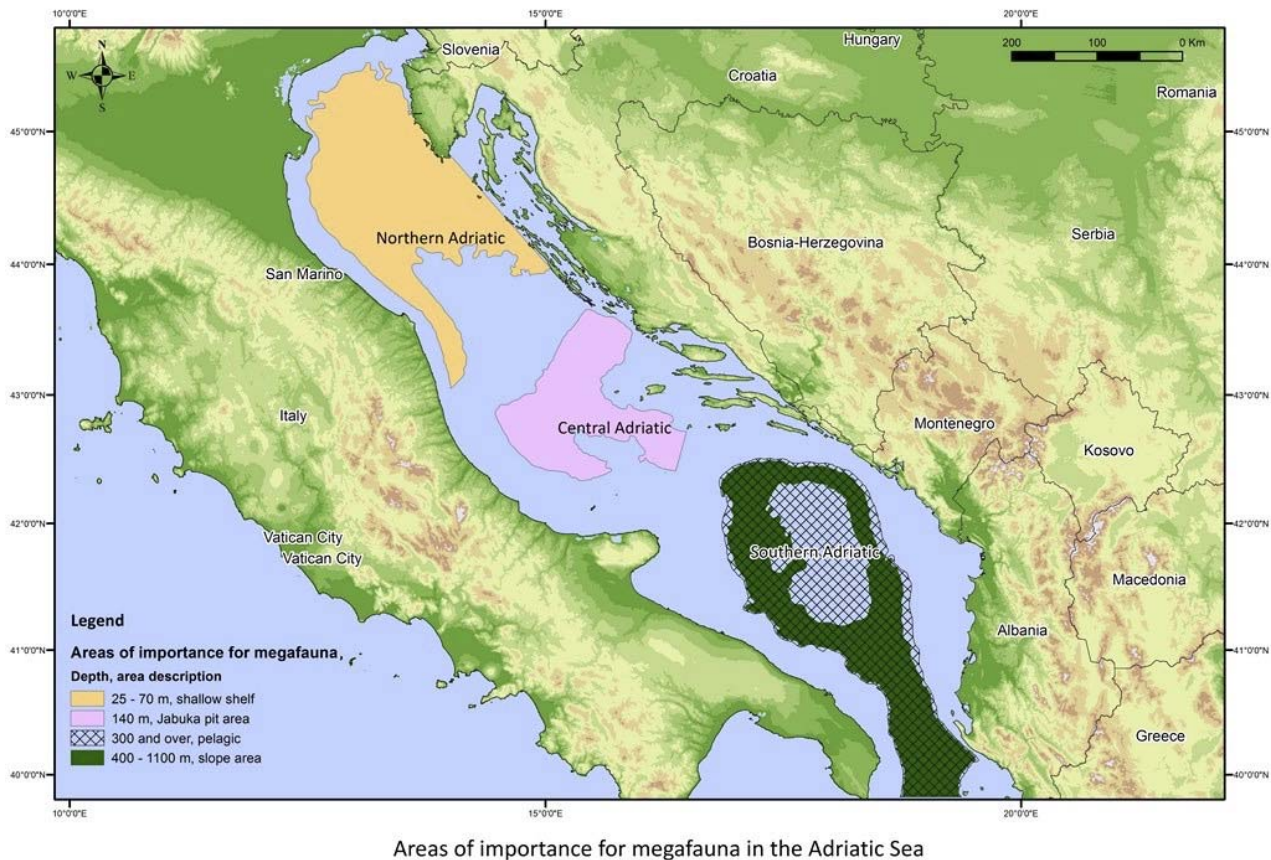 10°0'0"E 15°0'0"E 20°0'0"E
N
W E
S
Slovenia
Hungary
200 100 0 Km
Croatia
Romania
45°0'0"N 45°0'0"N
Northern Adriatic
Bosnia-Herzegovina
Serbia
44°0'0"N 44°0'0"N
San Marino
43°0'0"N 43°0'0"N
Italy
Central Adriatic
Montenegro
Kosovo
42°0'0"N 42°0'0"N
Vatican City
Vatican City
Southern Adriatic
Macedonia
Albania
41°0'0"N 41°0'0"N
Greece
40°0'0"N 40°0'0"N
Legend
Areas of importance for megafauna,
Depth, area description
25 - 70 m, shallow shelf
140 m, Jabuka pit area
300 and over, pelagic
400 - 1100 m, slope area
10°0'0"E 15°0'0"E 20°0'0"E
Areas of importance for megafauna in the Adriatic Sea